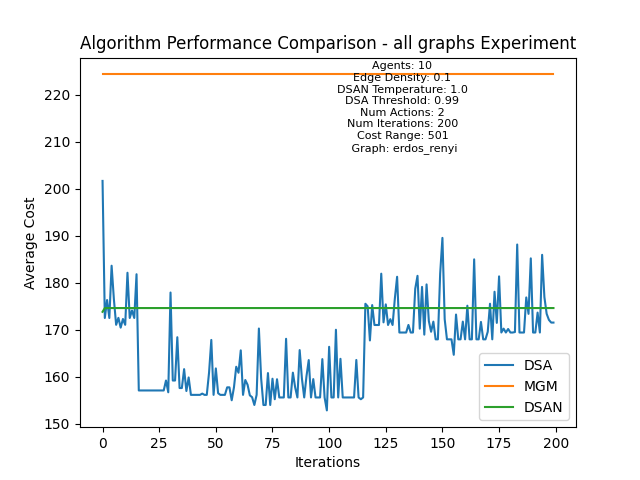 Algorithm Performance Comparison - all graphs Experiment
Agents: 10
Edge Density: 0.1
DSAN Temperature: 1.0
DSA Threshold: 0.99
Num Actions: 2
Num Iterations: 200
Cost Range: 501
Graph: erdos_renyi
Average Cost
220
210
200
190
180
170
160
150
DSA
MGM
DSAN
0 25 50 75 100 125 150 175 200
Iterations